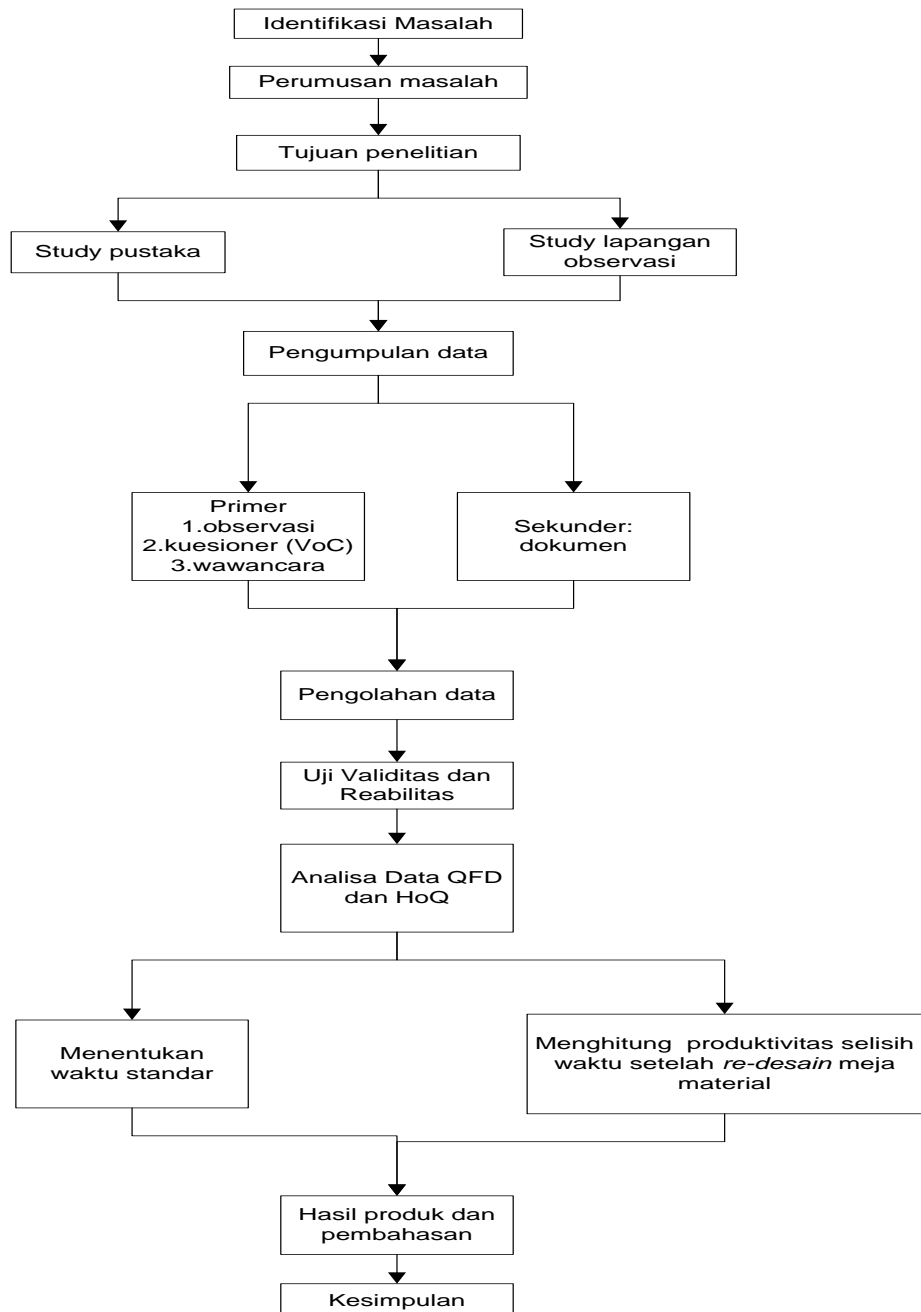 Identifikasi Masalah
Perumusan masalah
Tujuan penelitian
Study pustaka
Study lapangan
observasi
Pengumpulan data
Primer
1.observasi
2.kuesioner (VoC)
3.wawancara
Sekunder:
dokumen
Pengolahan data
Uji Validitas dan
Reabilitas
Analisa Data QFD
dan HoQ
Menentukan
waktu standar
Menghitung produktivitas selisih
waktu setelah re-desain meja
material
Hasil produk dan
pembahasan
Kesimpulan